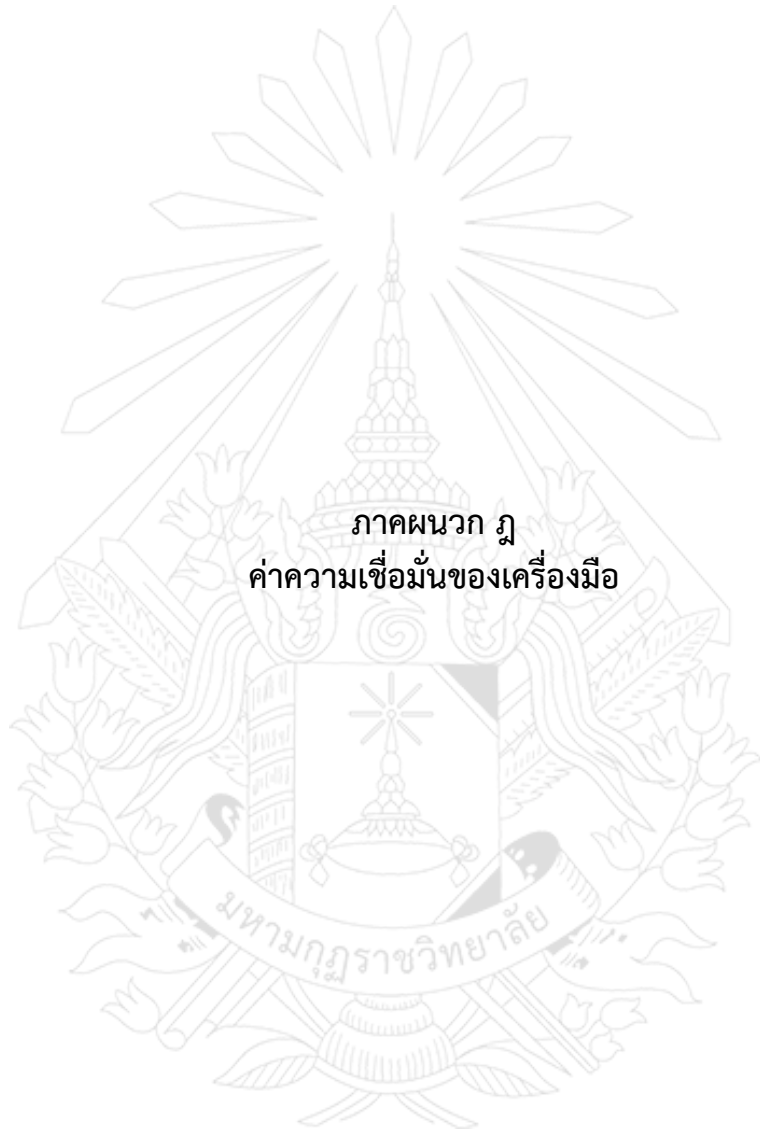 ภาคผนวก ฎ
ค่าความเชื่อมั่นของเครื่องมือ
มหามกุฏราชวิทยาลัย